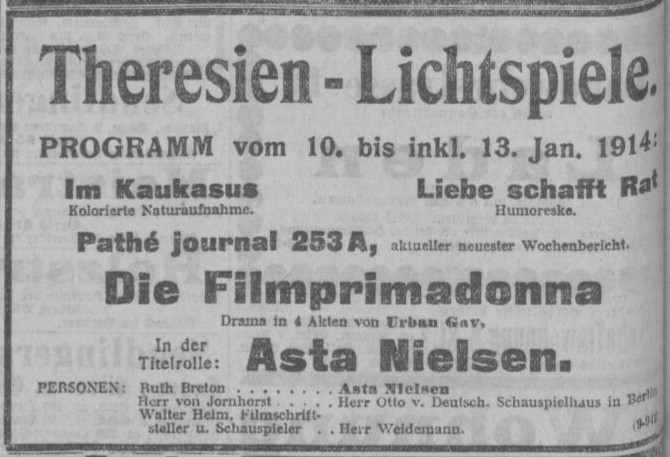 Theresien-Lichtspiele.
PROGRAMM vom 10. bis inkl. 13. Jan. 1914:
Im Kaukasus Liebe schafft Rat
Kolorierte Naturaufnahme. Humoreske.
Pathé journal 253 A, aktueller neuester Wochenbericht.
Die Filmprimadonna
Drama in 4 Akten von Urban Gav,
In der
Titelrolle: Asta Nielsen.
PERSONEN: Ruth Breton . . . . . . . . Asta Nielsen
Herr von Jornhorst . . . . . Herr Otto v. Deutsch. Schauspielhaus in Berlin
Walter Heim, Filmschrift-
steller u. Schauspieler . . Herr Weidemann.